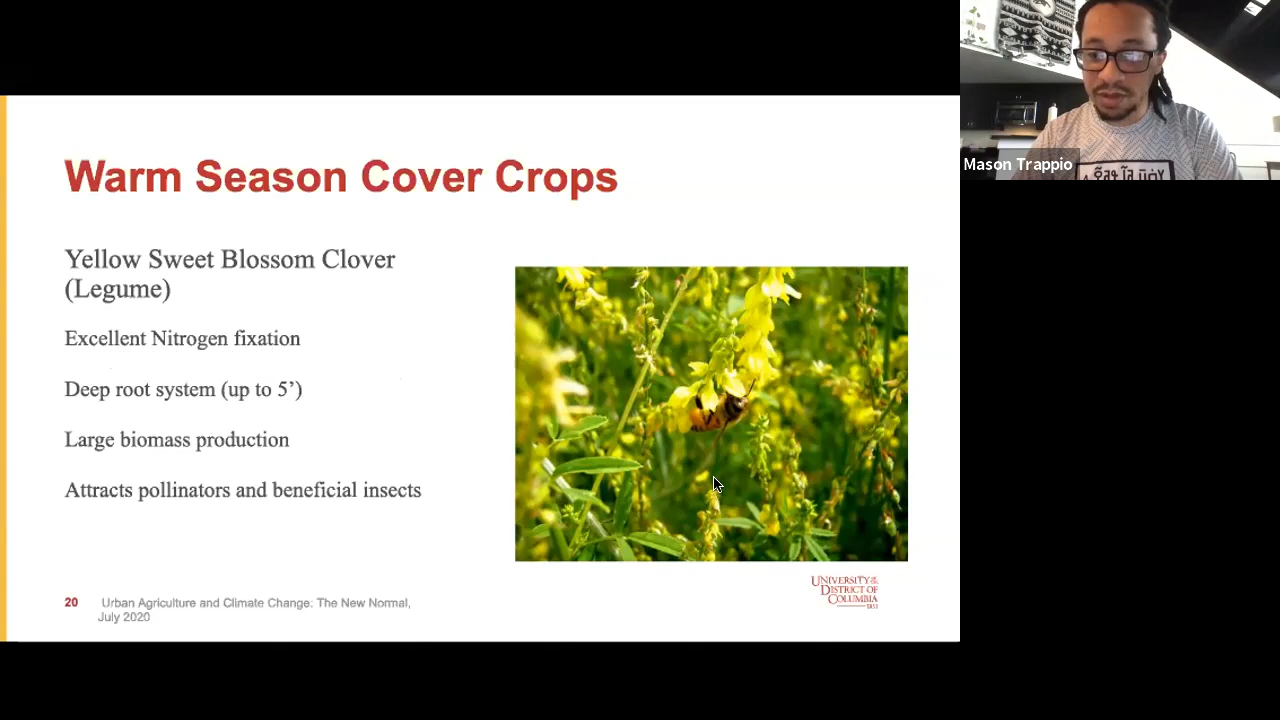 Warm Season Cover Crops
Yellow Sweet Blossom Clover
(Legume)
Excellent Nitrogen fixation
Deep root system (up to 5’)
Large biomass production
Attracts pollinators and beneficial insects
20 Urban Agriculture and Climate Change: The New Normal,
July 2020
UNIVERSITY OF THE
DISTRICT OF
COLUMBIA
1851
Mason Trappio